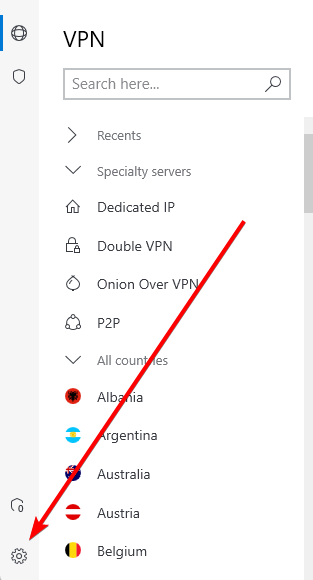 VPN
Search here...
Recents
Specialty servers
Dedicated IP
Double VPN
Onion Over VPN
P2P
All countries
Albania
Argentina
Australia
0
Austria
Belgium